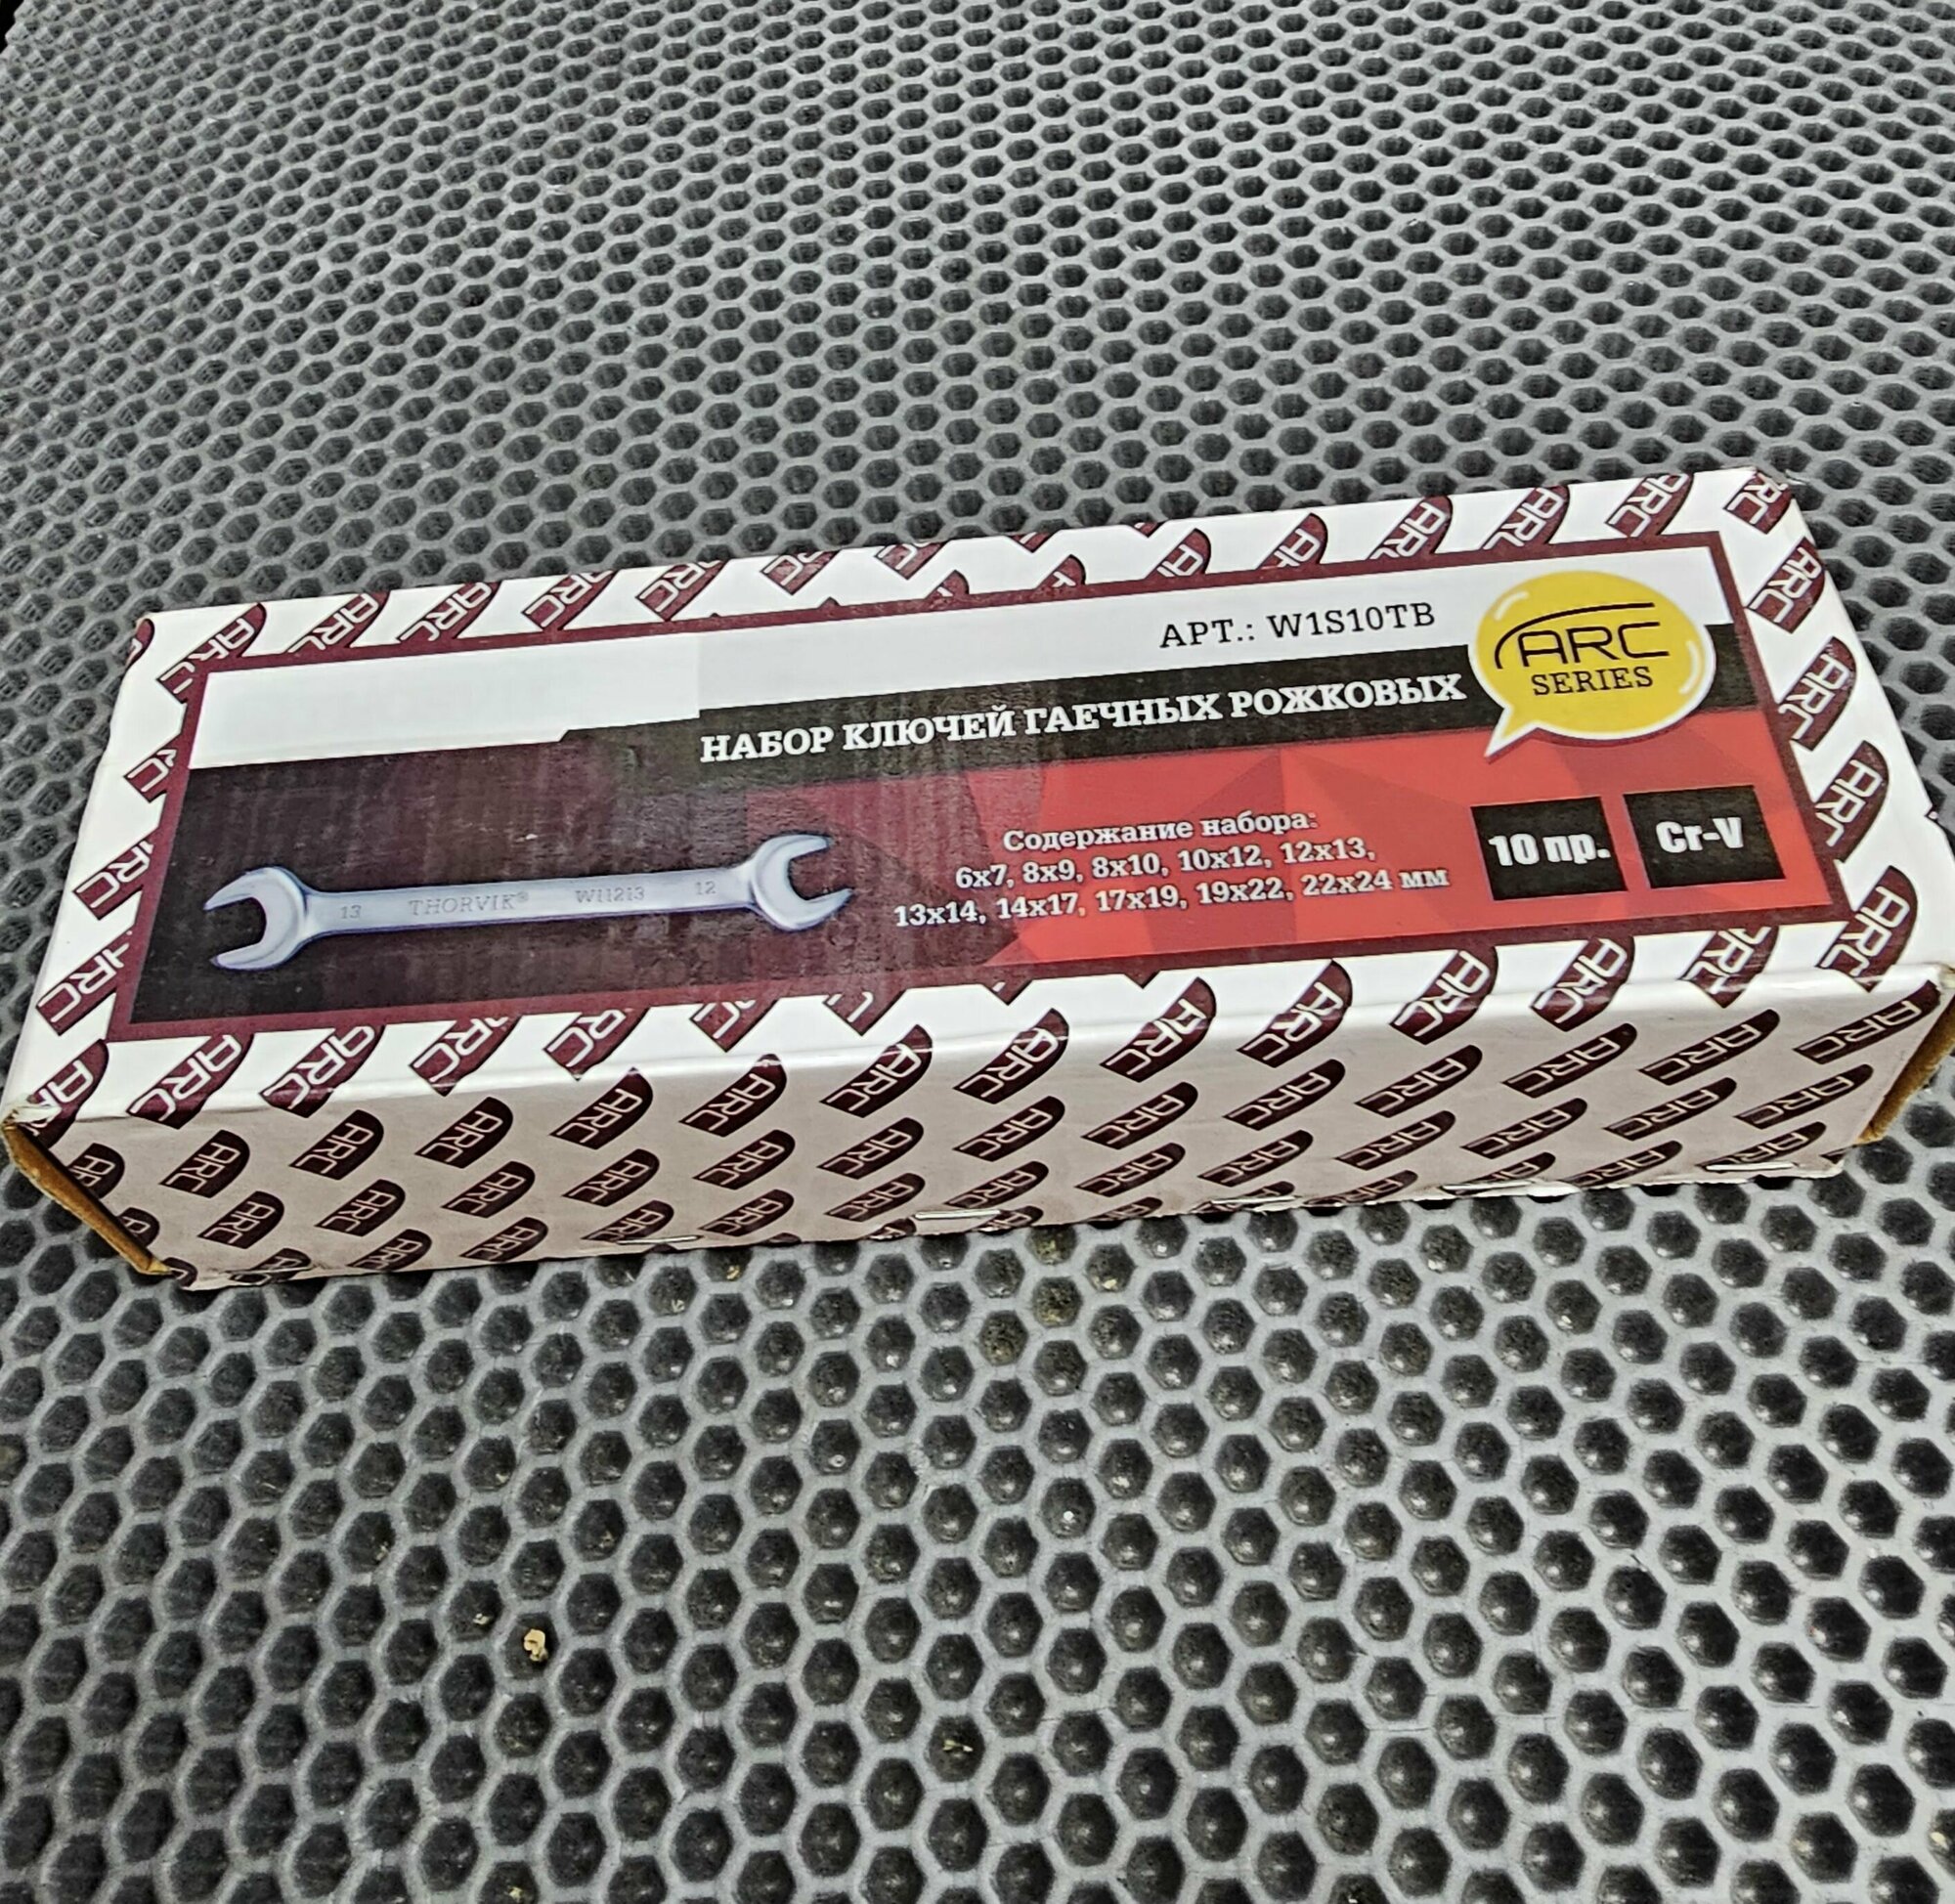 АРТ.: W1S10TB
ARC
SERIES
НАБОР КЛЮЧЕЙ ГАЕЧНЫХ РОЖКОВЫХ
Содержание набора:
6x7, 8x9, 8x10, 10x12, 12x13,
13x14, 14x17, 17x19, 19x22, 22x24 мм
10 пр.
Cr-V
13 THORVIK® W11213 12